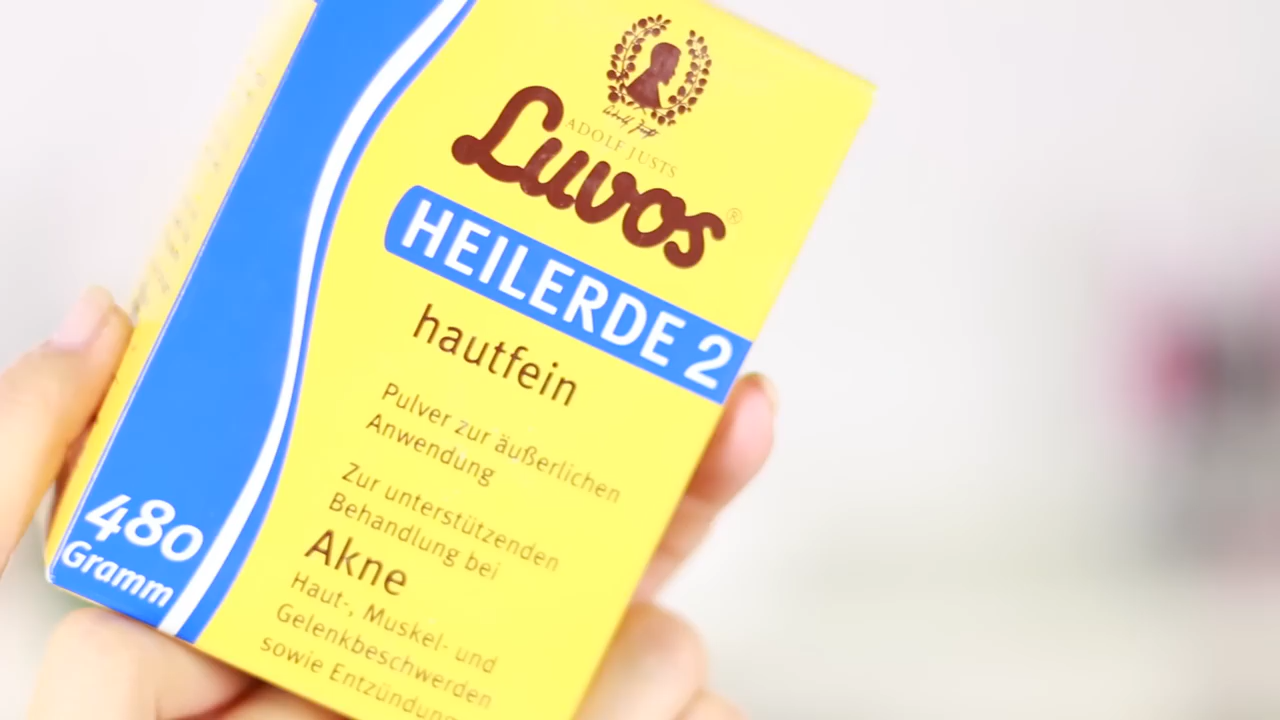 ADOLF JUSTS
Luvos®
HEILERDE 2
hautfein
Pulver zur äußerlichen
Anwendung
Zur unterstützenden
Behandlung bei
Akne
Haut-, Muskel- und
Gelenkbeschwerden
sowie Entzündung
480
Gramm